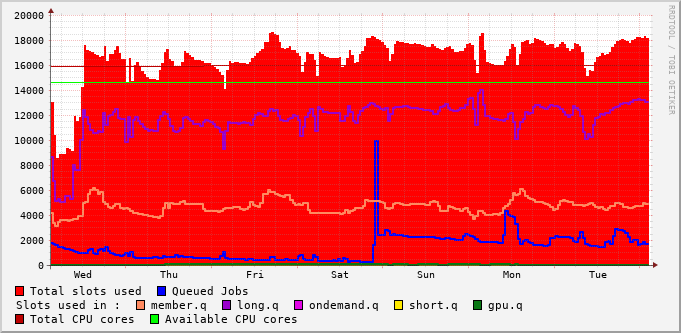 20000
18000
16000
14000
12000
10000
8000
6000
4000
2000
0
Wed Thu Fri Sat Sun Mon Tue
RRDTOOL / TOBI OETIKER
Total slots used Queued Jobs
Slots used in : member.q long.q ondemand.q short.q gpu.q
Total CPU cores Available CPU cores